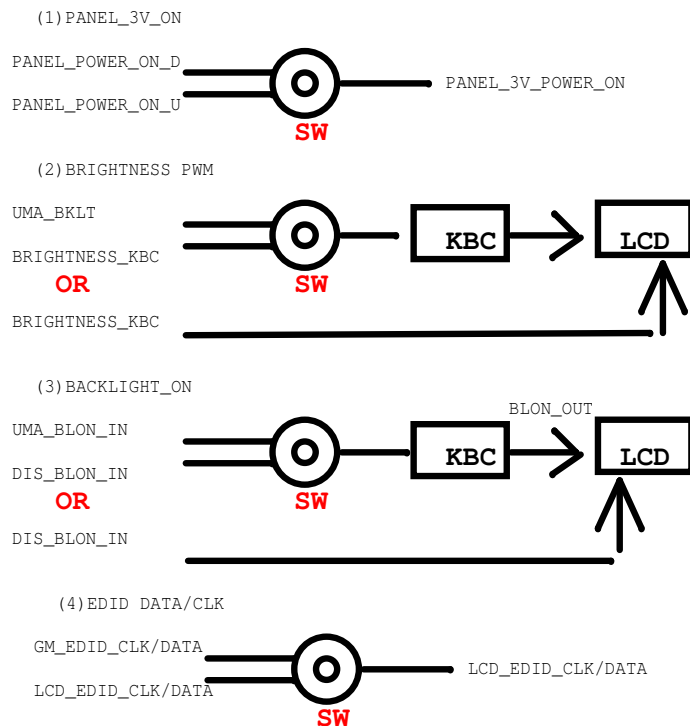 (1)PANEL_3V_ON
PANEL_POWER_ON_D
PANEL_3V_POWER_ON
PANEL_POWER_ON_U
SW
(2)BRIGHTNESS PWM
UMA_BKLT
KBC
LCD
BRIGHTNESS_KBC
OR
SW
BRIGHTNESS_KBC
(3)BACKLIGHT_ON
BLON_OUT
UMA_BLON_IN
KBC
LCD
DIS_BLON_IN
OR
SW
DIS_BLON_IN
(4)EDID DATA/CLK
GM_EDID_CLK/DATA
LCD_EDID_CLK/DATA
LCD_EDID_CLK/DATA
SW